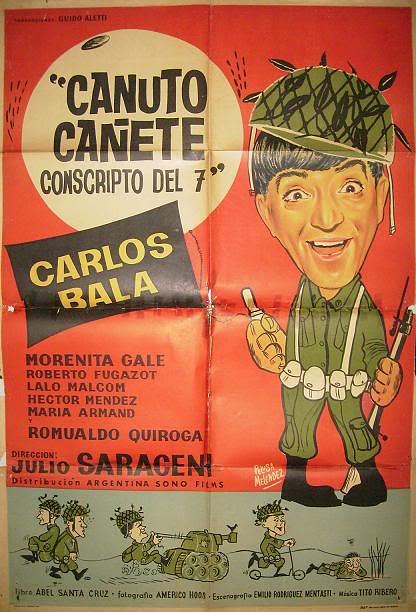 PRODUCCIONES GUIDO ALETTI
"CANUTO
CAÑETE
CONSCRIPTO DEL 7"
CARLOS
BALA
MORENITA GALE
ROBERTO FUGAZOT
LALO MALCOM
HECTOR MENDEZ
MARIA ARMAND
Y
ROMUALDO QUIROGA
DIRECCION:
JULIO SARACENI
Distribución ARGENTINA SONO FILMS
MELENDEZ
libro ABEL SANTA CRUZ - fotografía AMERICO HOSS - Escenografía EMILIO RODRIGUEZ MENTASTI - Música TITO RIBERO